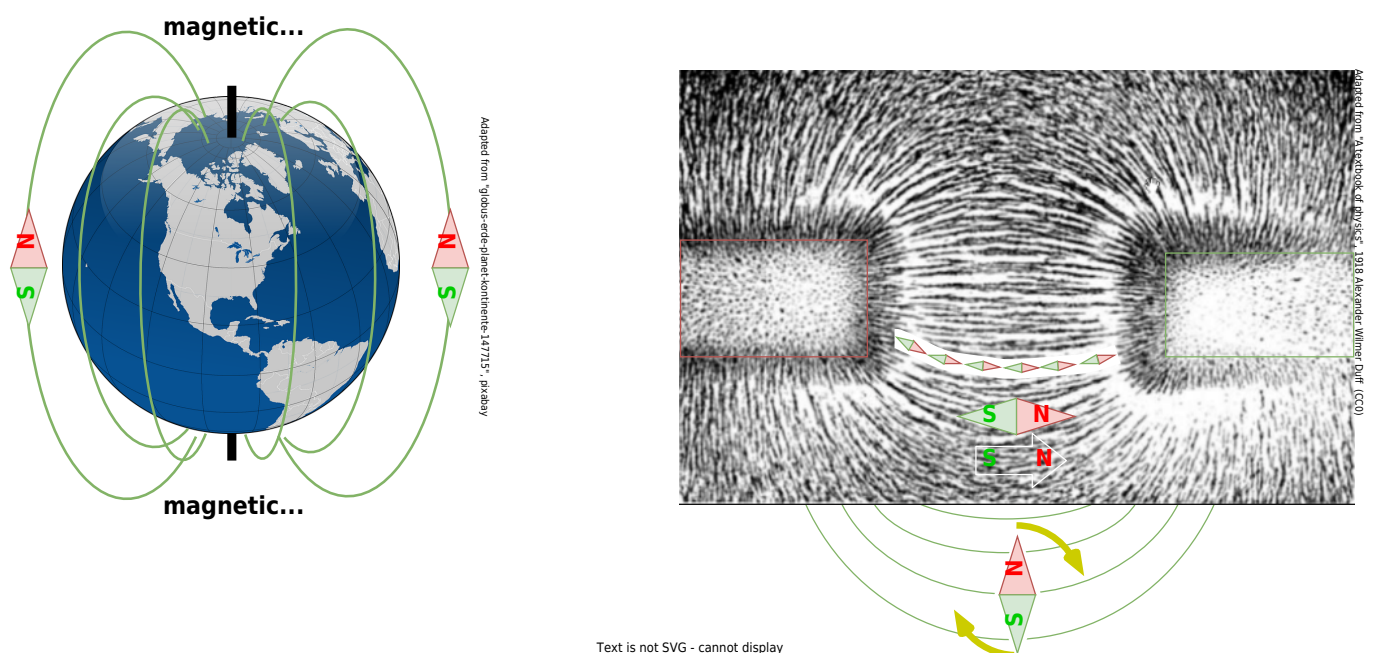 magnetic...
N
S
N
S
magnetic...
Adapted from "globus-erde-planet-kontinente-147715", pixabay
Adapted from "A textbook of physics", 1918 Alexander Wilmer Duff (CC0)
S N
S N
N
S
Text is not SVG - cannot display